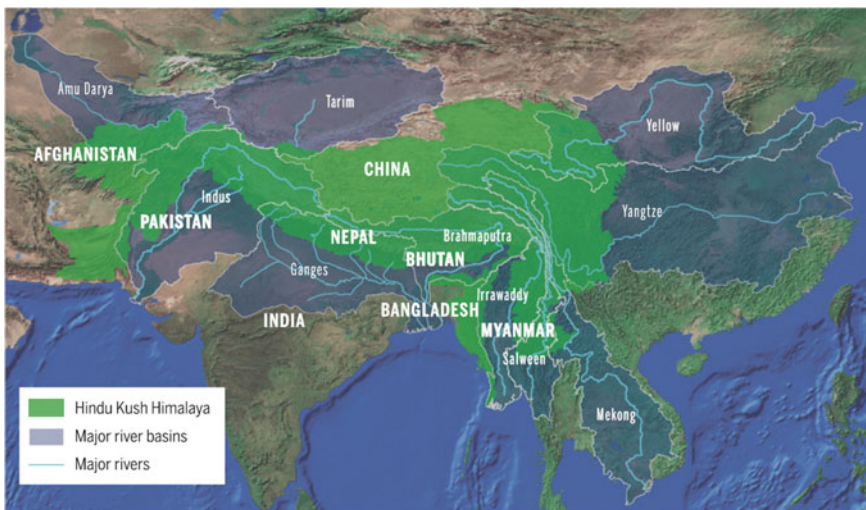 Amu Darya
Tarim
Yellow
AFGHANISTAN
CHINA
Indus
PAKISTAN
Yangtze
NEPAL
Brahmaputra
BHUTAN
Ganges
Irrawaddy
BANGLADESH
INDIA
MYANMAR
Salween
Mekong
Hindu Kush Himalaya
Major river basins
Major rivers